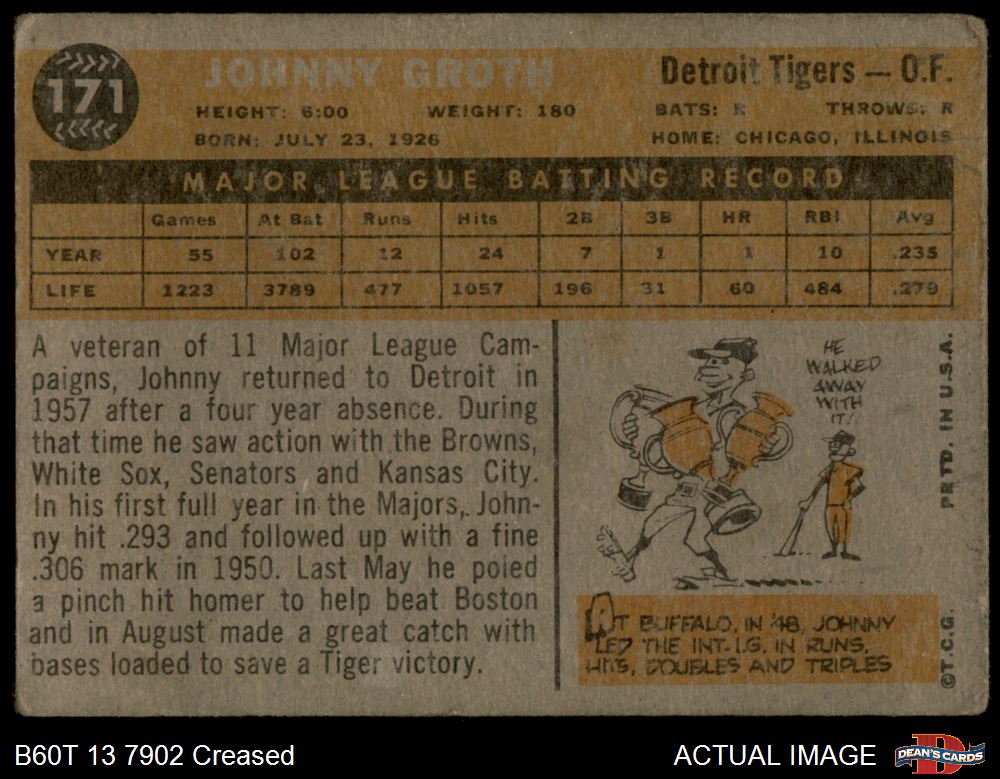 171
JOHNNY GROTH
Detroit Tigers — O.F.
HEIGHT: 6:00 WEIGHT: 180 BATS: R THROWS: R
BORN: JULY 23, 1926 HOME: CHICAGO, ILLINOIS
MAJOR LEAGUE BATTING RECORD
Games At Bat Runs Hits 2B 3B HR RBI Avg
YEAR 55 102 12 24 7 1 1 10 .235
LIFE 1223 3789 477 1057 196 31 60 484 .279
A veteran of 11 Major League Cam-
paigns, Johnny returned to Detroit in
1957 after a four year absence. During
that time he saw action with the Browns,
White Sox, Senators and Kansas City.
In his first full year in the Majors, John-
ny hit .293 and followed up with a fine
.306 mark in 1950. Last May he poled
a pinch hit homer to help beat Boston
and in August made a great catch with
bases loaded to save a Tiger victory.
HE
WALKED
AWAY
WITH
IT!
AT BUFFALO, IN '48, JOHNNY
LED THE INT. LG. IN RUNS,
HITS, DOUBLES AND TRIPLES
©T.C.G. PRTD. IN U.S.A.
B60T 13 7902 Creased
ACTUAL IMAGE
DEAN'S CARDS